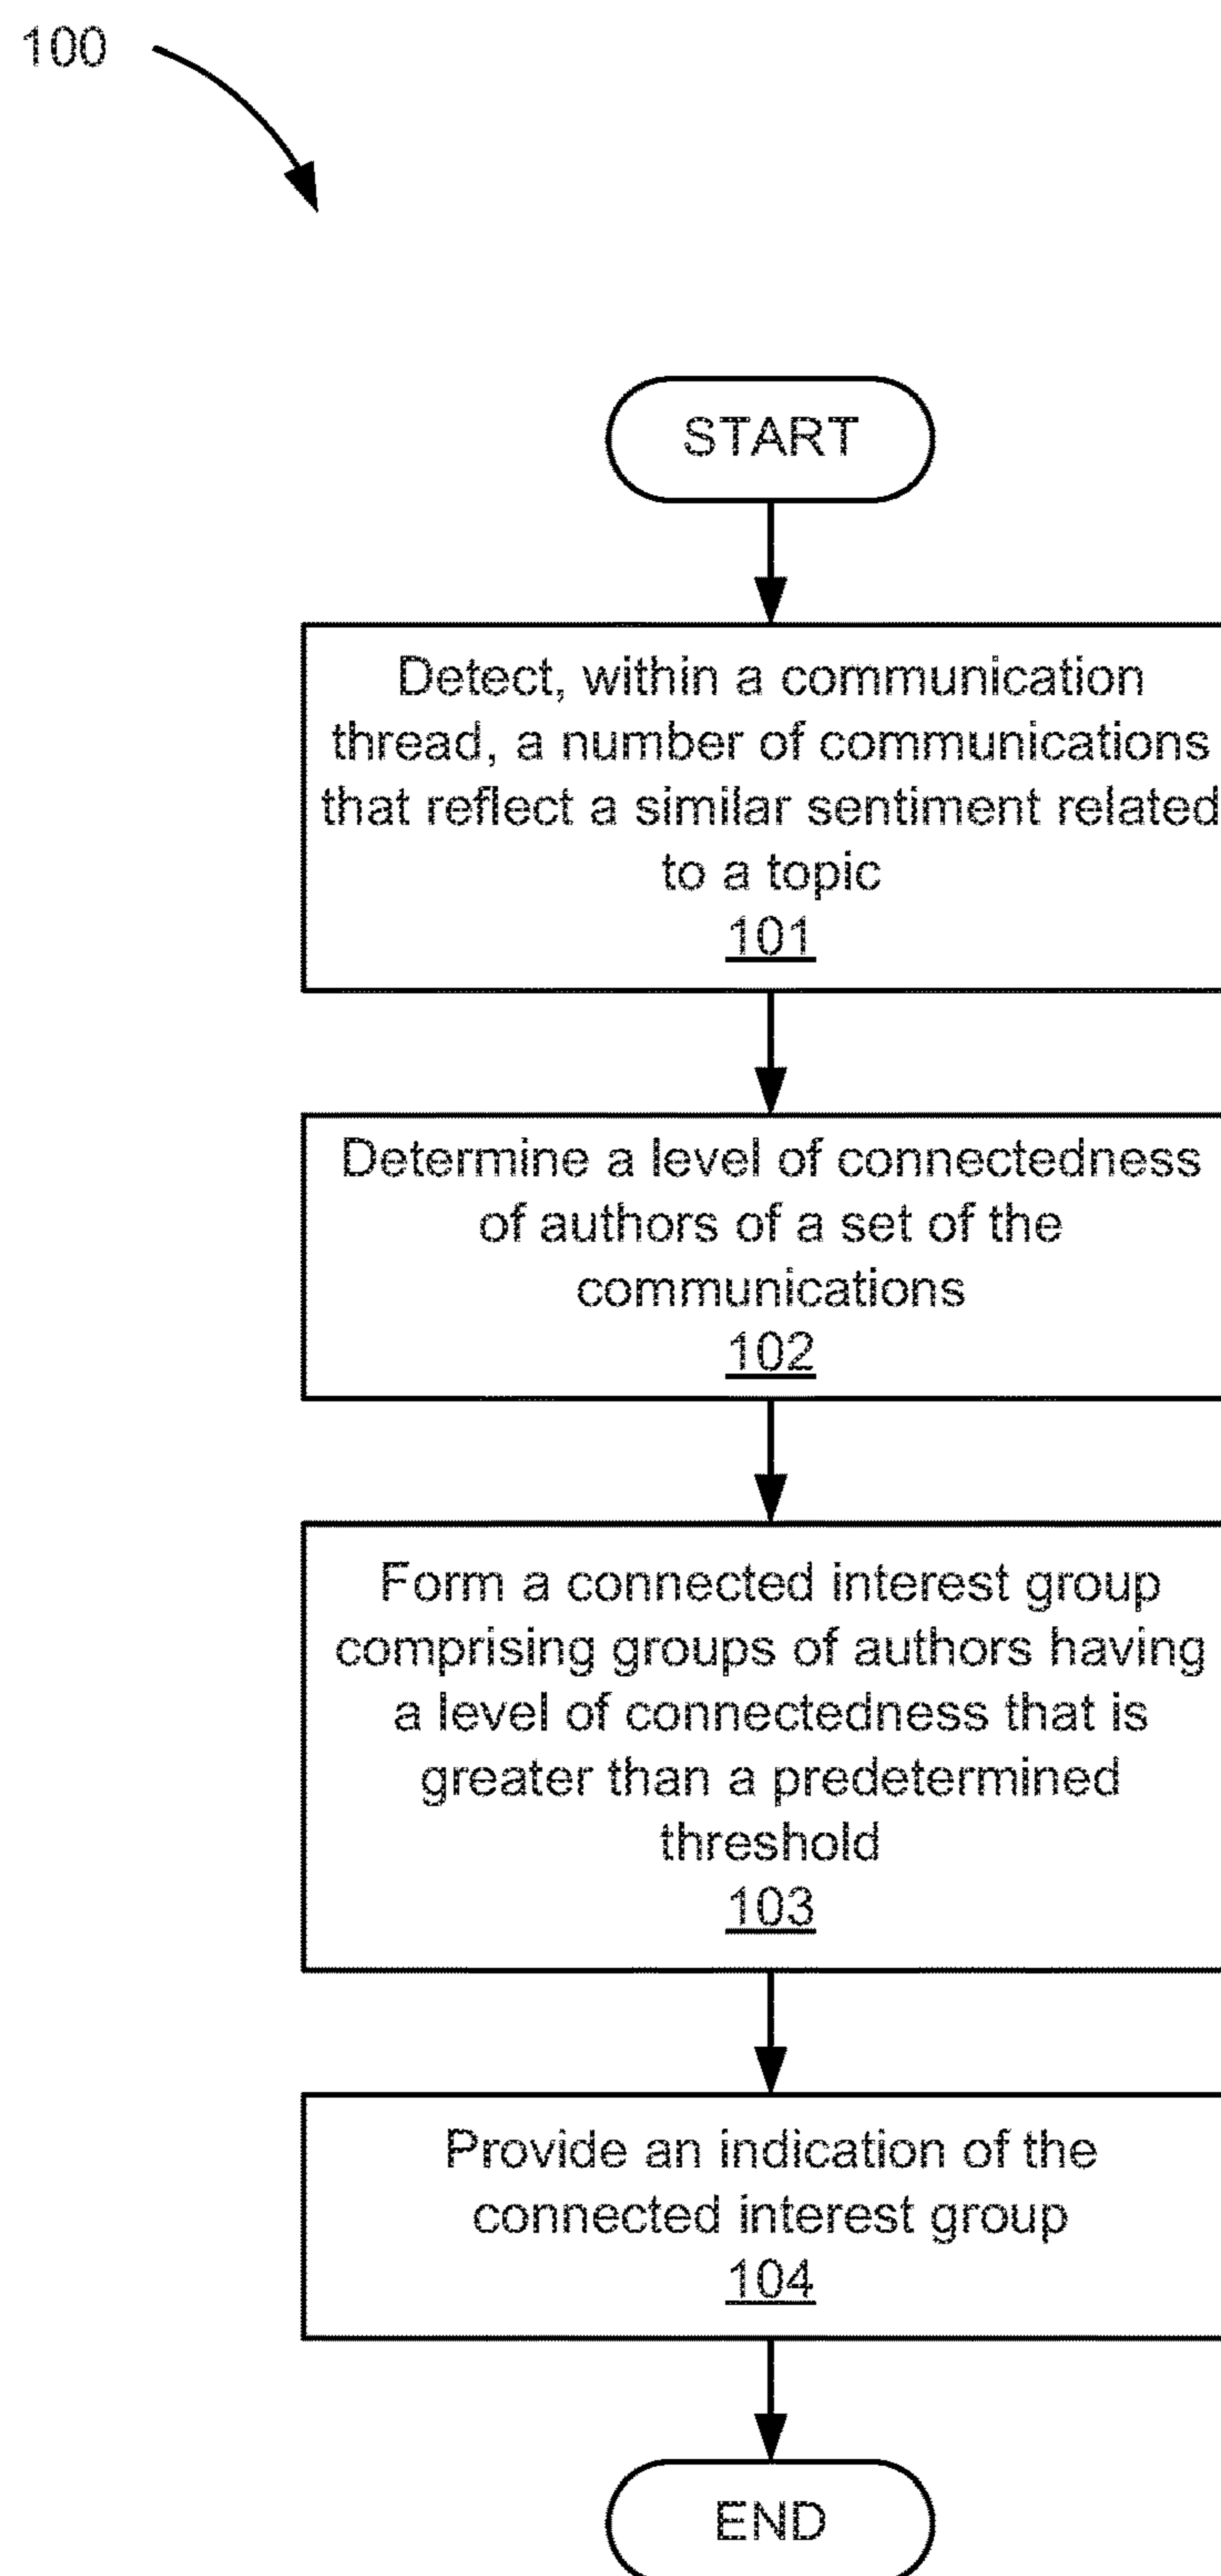 100
START
Detect, within a communication
thread, a number of communications
that reflect a similar sentiment related
to a topic
101
Determine a level of connectedness
of authors of a set of the
communications
102
Form a connected interest group
comprising groups of authors having
a level of connectedness that is
greater than a predetermined
threshold
103
Provide an indication of the
connected interest group
104
END